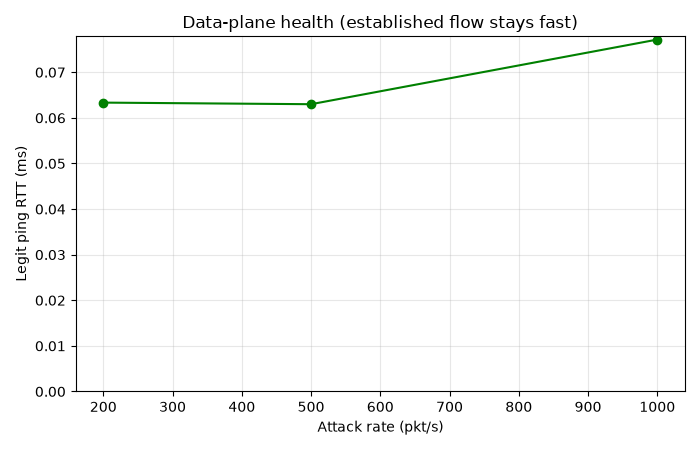 Data-plane health (established flow stays fast)
Legit ping RTT (ms)
0.07
0.06
0.05
0.04
0.03
0.02
0.01
0.00
200 300 400 500 600 700 800 900 1000
Attack rate (pkt/s)